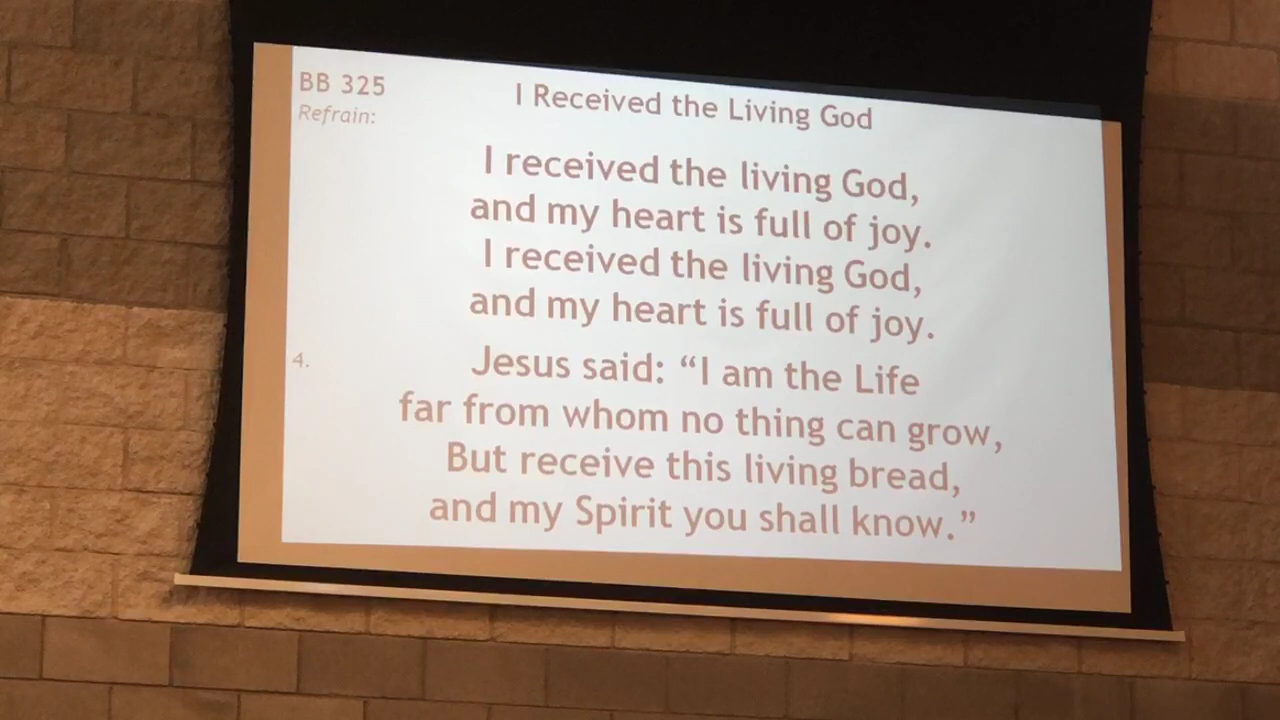 BB 325
I Received the Living God
Refrain:
I received the living God,
and my heart is full of joy.
I received the living God,
and my heart is full of joy.
4.
Jesus said: “I am the Life
far from whom no thing can grow,
But receive this living bread,
and my Spirit you shall know.”